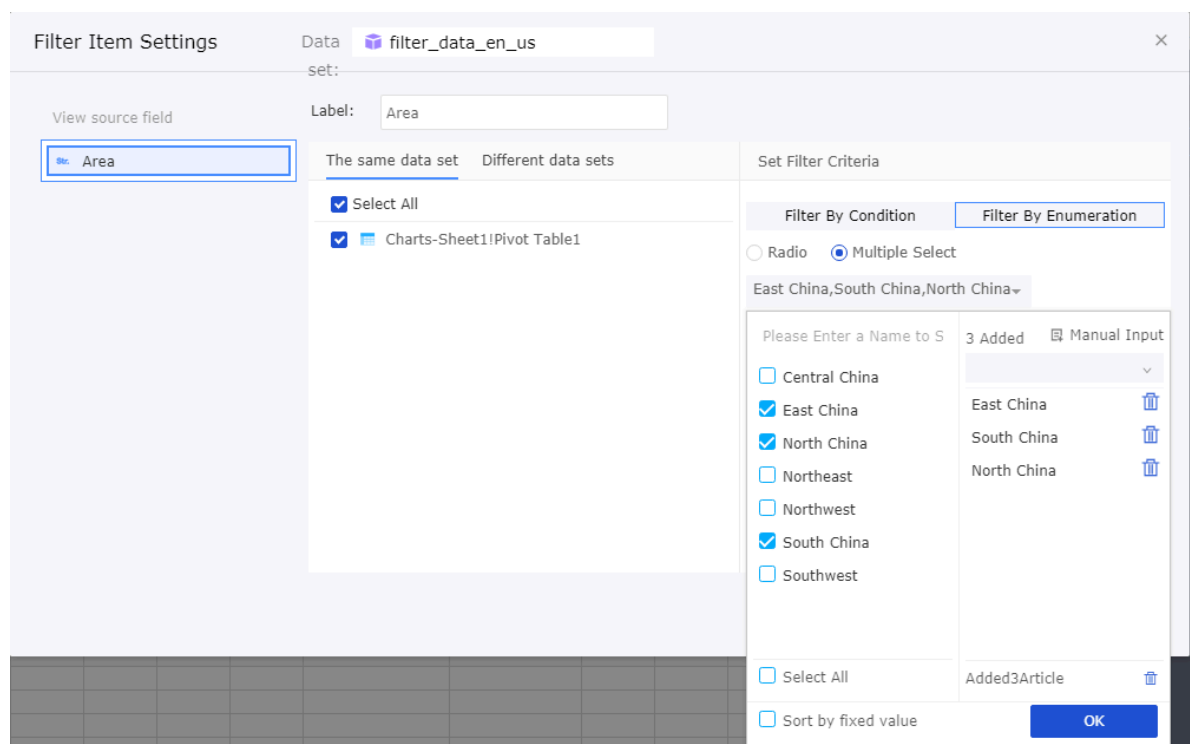 Filter Item Settings
Data set:
filter_data_en_us
View source field
Label:
Area
Str. Area
The same data set
Different data sets
Set Filter Criteria
Select All
Charts-Sheet1!Pivot Table1
Filter By Condition
Filter By Enumeration
Radio
Multiple Select
East China,South China,North China
Please Enter a Name to S
3 Added
Manual Input
Central China
East China
North China
Northeast
Northwest
South China
Southwest
East China
South China
North China
Select All
Added3Article
Sort by fixed value
OK